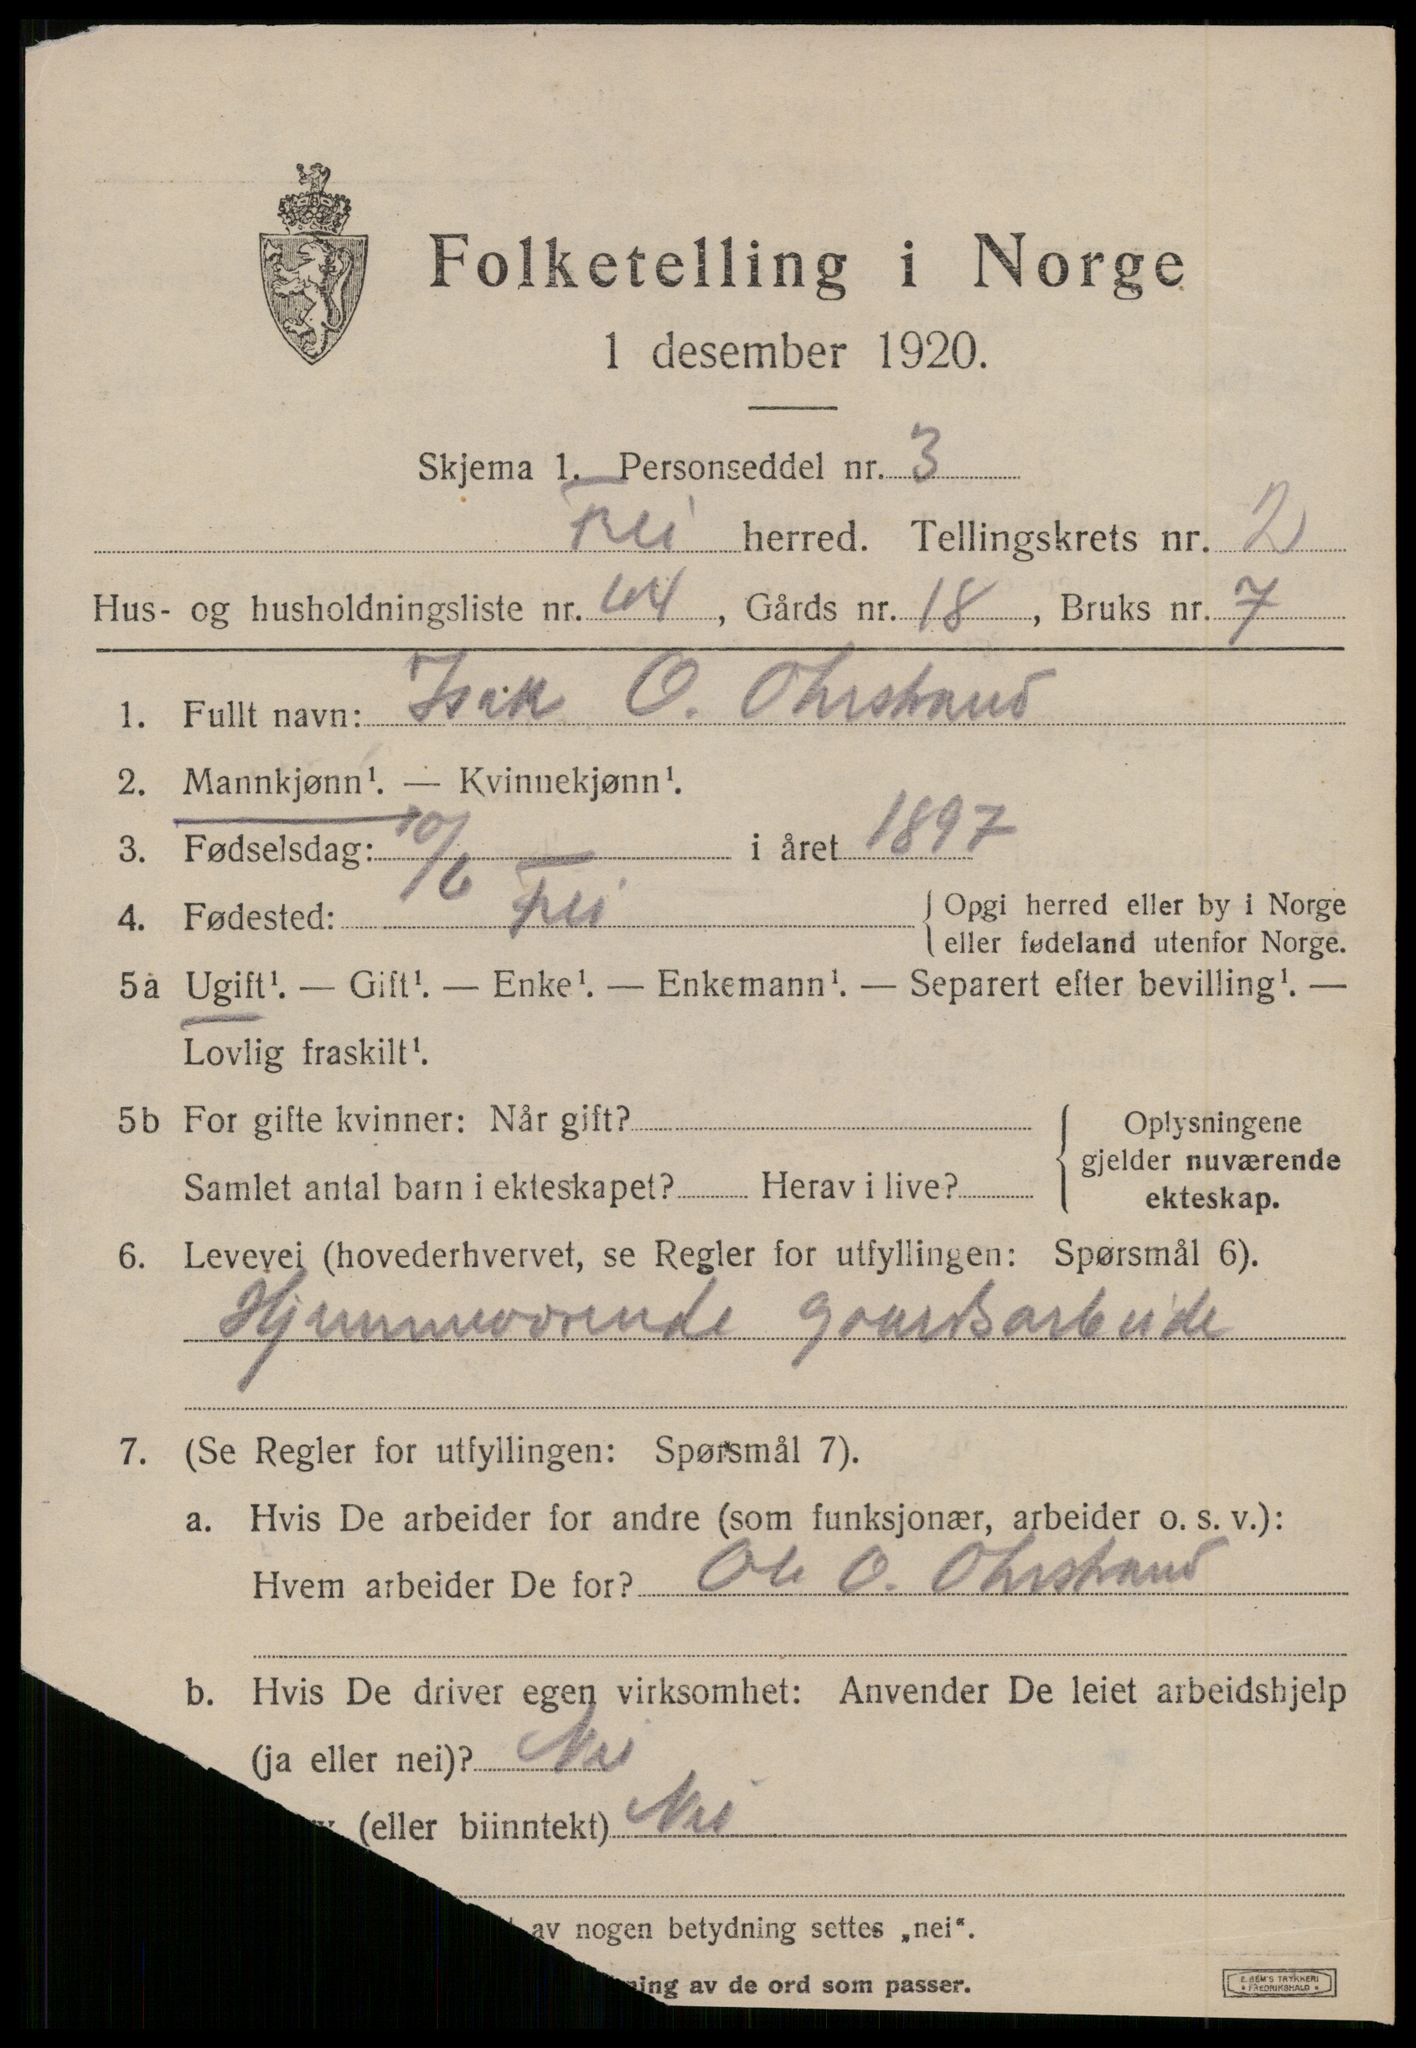 Folketelling i Norge
1 desember 1920.
Skjema 1. Personseddel nr. 3
Frei herred. Tellingskrets nr. 2
Hus- og husholdningsliste nr. 44, Gårds nr. 18, Bruks nr. 7
1. Fullt navn: Isak O. Ohrstrand
2. Mannkjønn¹. — Kvinnekjønn¹.
3. Fødselsdag: 10/6 i året 1897
4. Fødested: Frei { Opgi herred eller by i Norge
eller fødeland utenfor Norge.
5a Ugift¹. — Gift¹. — Enke¹. — Enkemann¹. — Separert efter bevilling¹. —
Lovlig fraskilt¹.
5b For gifte kvinner: Når gift? { Oplysningene
gjelder nuværende
Samlet antal barn i ekteskapet? Herav i live? ekteskap.
6. Levevei (hovederhvervet, se Regler for utfyllingen: Spørsmål 6).
Hjemmeværende gaardsarbeide
7. (Se Regler for utfyllingen: Spørsmål 7).
a. Hvis De arbeider for andre (som funksjonær, arbeider o. s. v.):
Hvem arbeider De for? Ole O. Ohrstrand
b. Hvis De driver egen virksomhet: Anvender De leiet arbeidshjelp
(ja eller nei)? Nei
(eller biinntekt) Nei
av nogen betydning settes „nei“.
ning av de ord som passer.
E. SEM'S TRYKKERI
FREDRIKSHALD